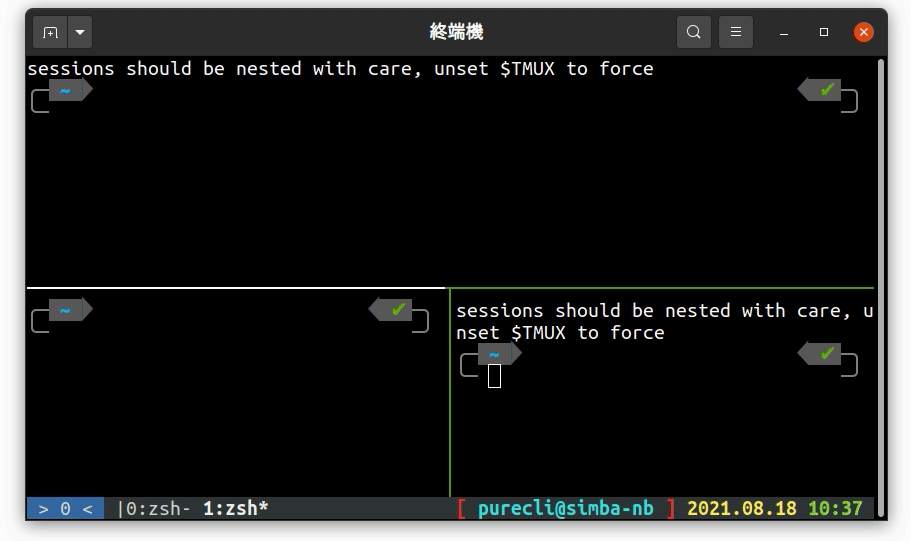 終端機
sessions should be nested with care, unset $TMUX to force
~ ✔
~ ✔
sessions should be nested with care, u
nset $TMUX to force
~ ✔
> 0 < |0:zsh- 1:zsh* [ purecli@simba-nb ] 2021.08.18 10:37